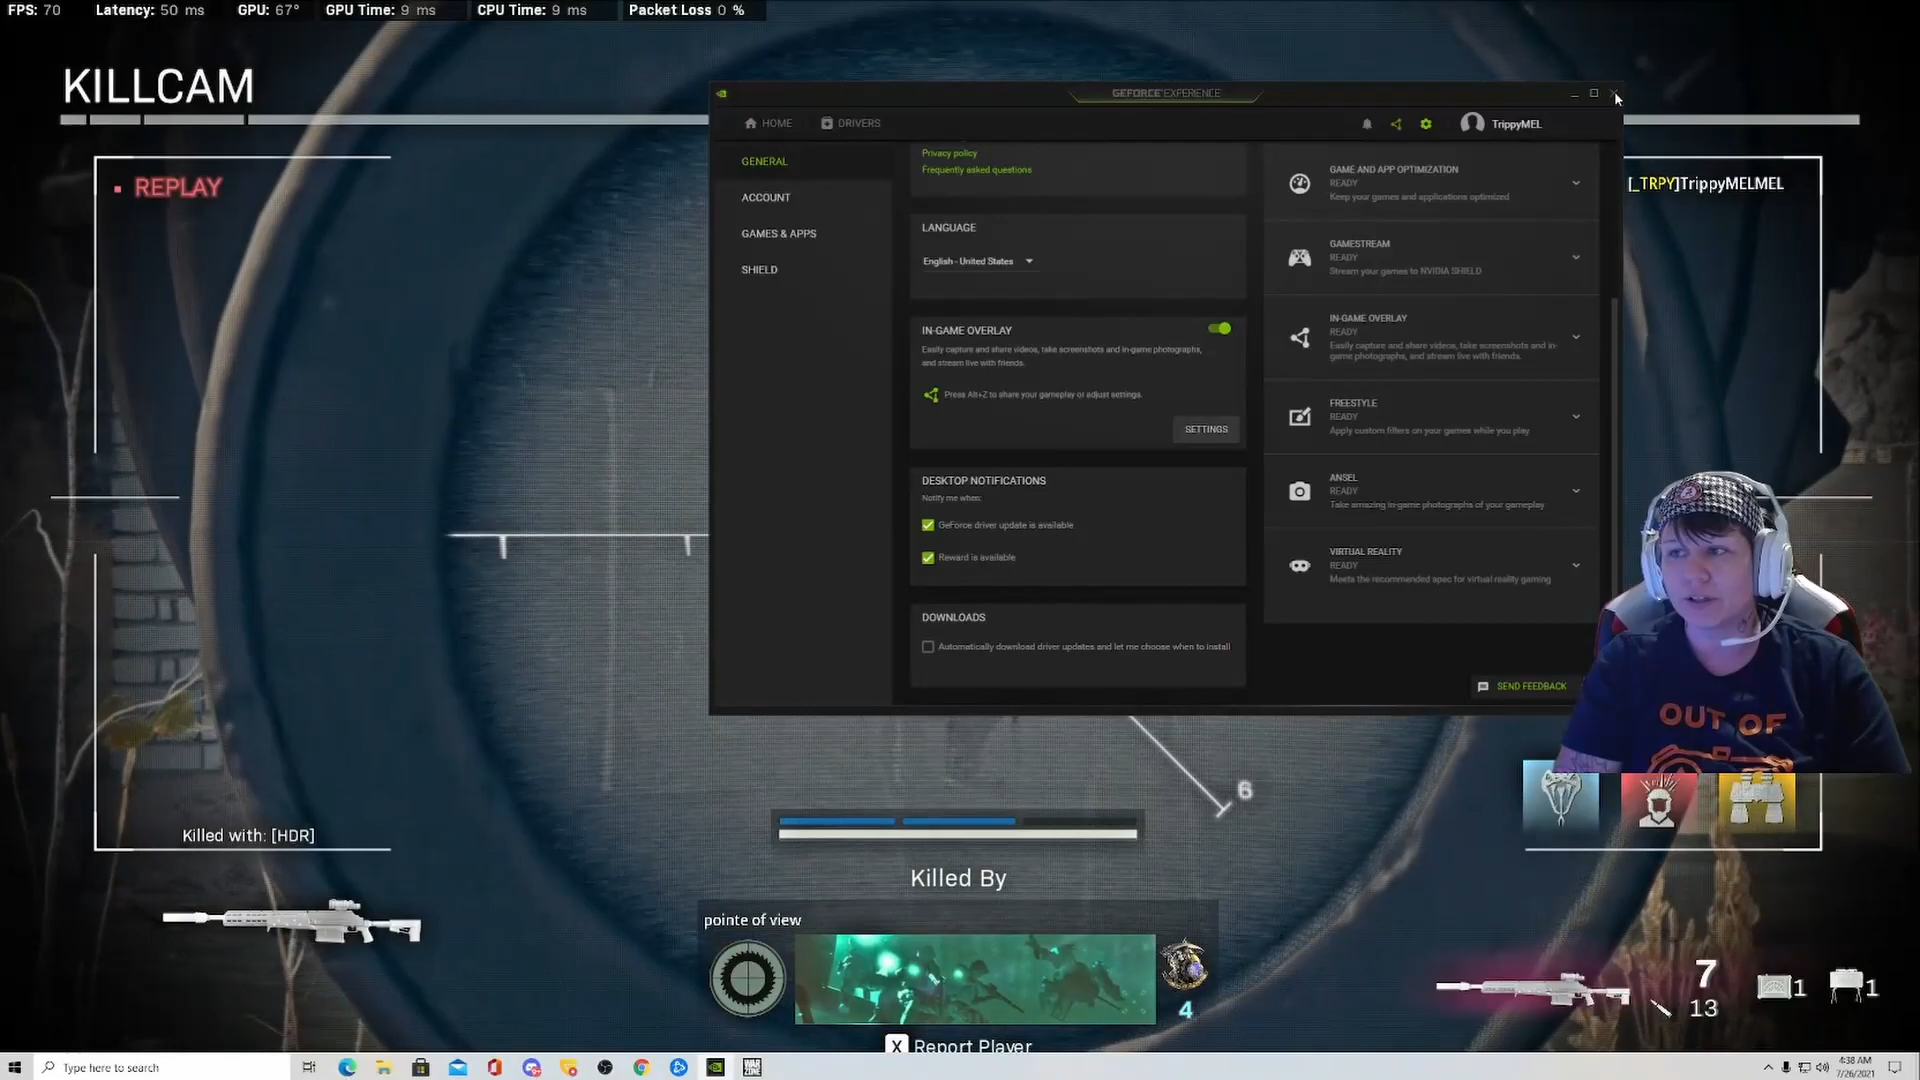 FPS: 70 Latency: 50 ms GPU: 67° GPU Time: 9 ms CPU Time: 9 ms Packet Loss 0 %
KILLCAM
REPLAY
[_TRPY]TrippyMELMEL
GEFORCE EXPERIENCE
HOME
DRIVERS
TrippyMEL
GENERAL
ACCOUNT
GAMES & APPS
SHIELD
Privacy policy
Frequently asked questions
LANGUAGE
English - United States
IN-GAME OVERLAY
Easily capture and share videos, take screenshots and in-game photographs,
and stream live with friends.
Press Alt+Z to share your gameplay or adjust settings.
SETTINGS
DESKTOP NOTIFICATIONS
Notify me when:
GeForce driver update is available
Reward is available
DOWNLOADS
Automatically download driver updates and let me choose when to install
GAME AND APP OPTIMIZATION
READY
Keep your games and applications optimized
GAMESTREAM
READY
Stream your games to NVIDIA SHIELD
IN-GAME OVERLAY
READY
Easily capture and share videos, take screenshots and in-
game photographs, and stream live with friends.
FREESTYLE
READY
Apply custom filters on your games while you play
ANSEL
READY
Take amazing in-game photographs of your gameplay
VIRTUAL REALITY
READY
Meets the recommended spec for virtual reality gaming
SEND FEEDBACK
OUT OF
6
Killed with: [HDR]
Killed By
pointe of view
4
X Report Player
7
13
1
1
Type here to search
WAR
ZONE
4:38 AM
7/26/2021